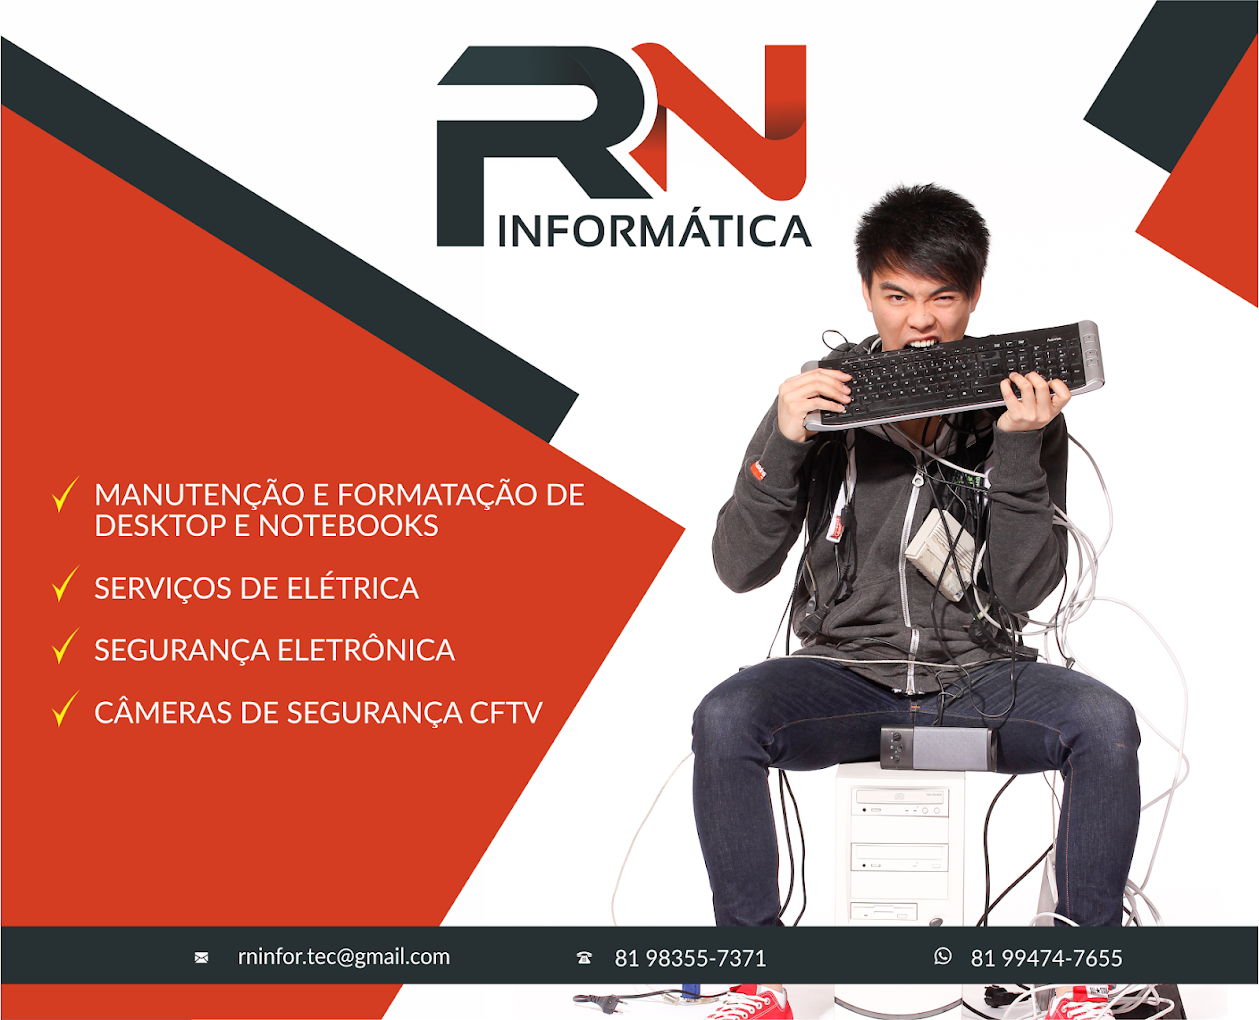 RN
INFORMÁTICA
MANUTENÇÃO E FORMATAÇÃO DE
DESKTOP E NOTEBOOKS
SERVIÇOS DE ELÉTRICA
SEGURANÇA ELETRÔNICA
CÂMERAS DE SEGURANÇA CFTV
rninfor.tec@gmail.com
81 98355-7371
81 99474-7655